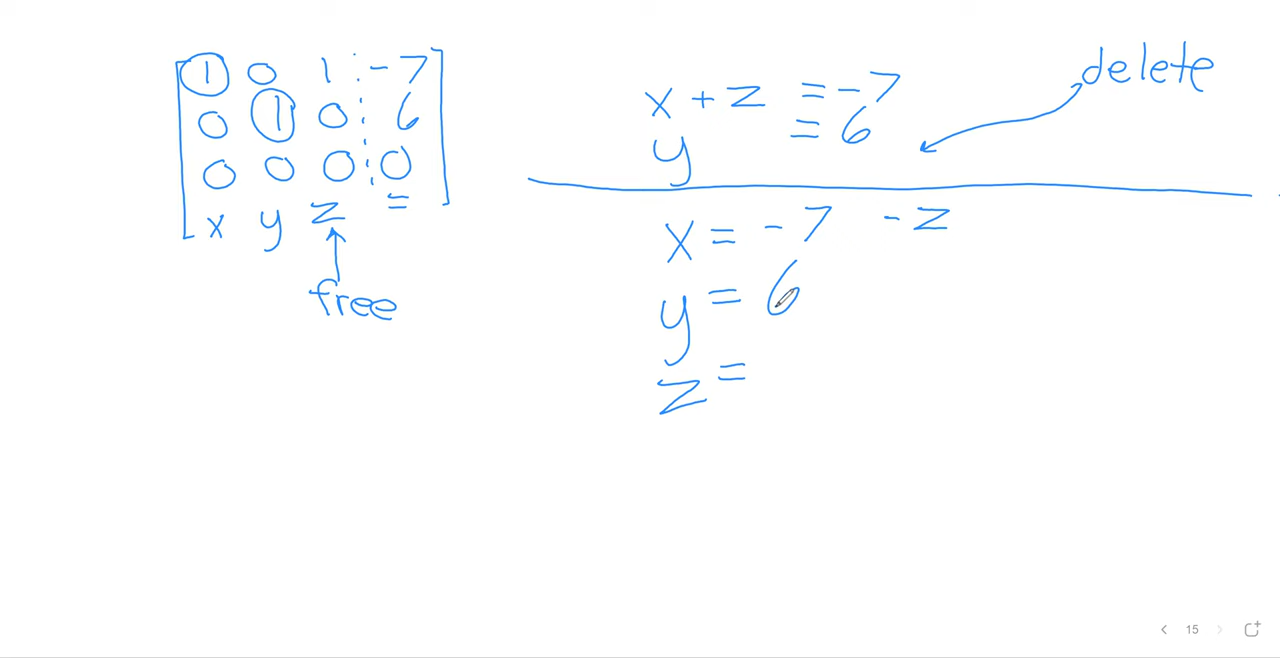 1 0 1 ⋮ -7
0 1 0 ⋮ 6
0 0 0 ⋮ 0
x y z =
free
x + z = -7
y = 6
delete
x = -7 - z
y = 6
z =
15